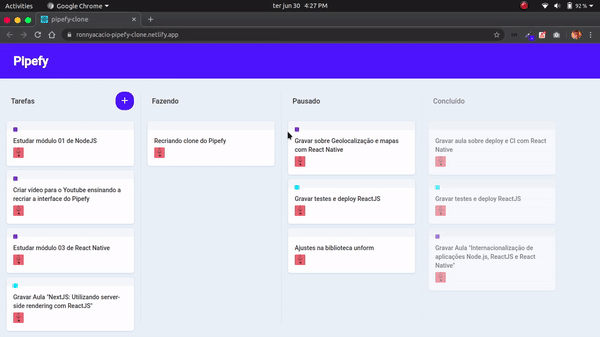 Activities
Google Chrome
ter jun 30 4:27 PM
92 %
pipefy-clone
ronnyacacio-pipefy-clone.netlify.app
Pipefy
Tarefas
Estudar módulo 01 de NodeJS
Criar vídeo para o Youtube ensinando a
recriar a interface do Pipefy
Estudar módulo 03 de React Native
Gravar Aula "NextJS: Utilizando server-
side rendering com ReactJS"
Fazendo
Recriando clone do Pipefy
Pausado
Gravar sobre Geolocalização e mapas
com React Native
Gravar testes e deploy ReactJS
Ajustes na biblioteca unform
Concluído
Gravar aula sobre deploy e CI com React
Native
Gravar testes e deploy ReactJS
Gravar Aula "Internacionalização de
aplicações Node.js, ReactJS e React
Native"